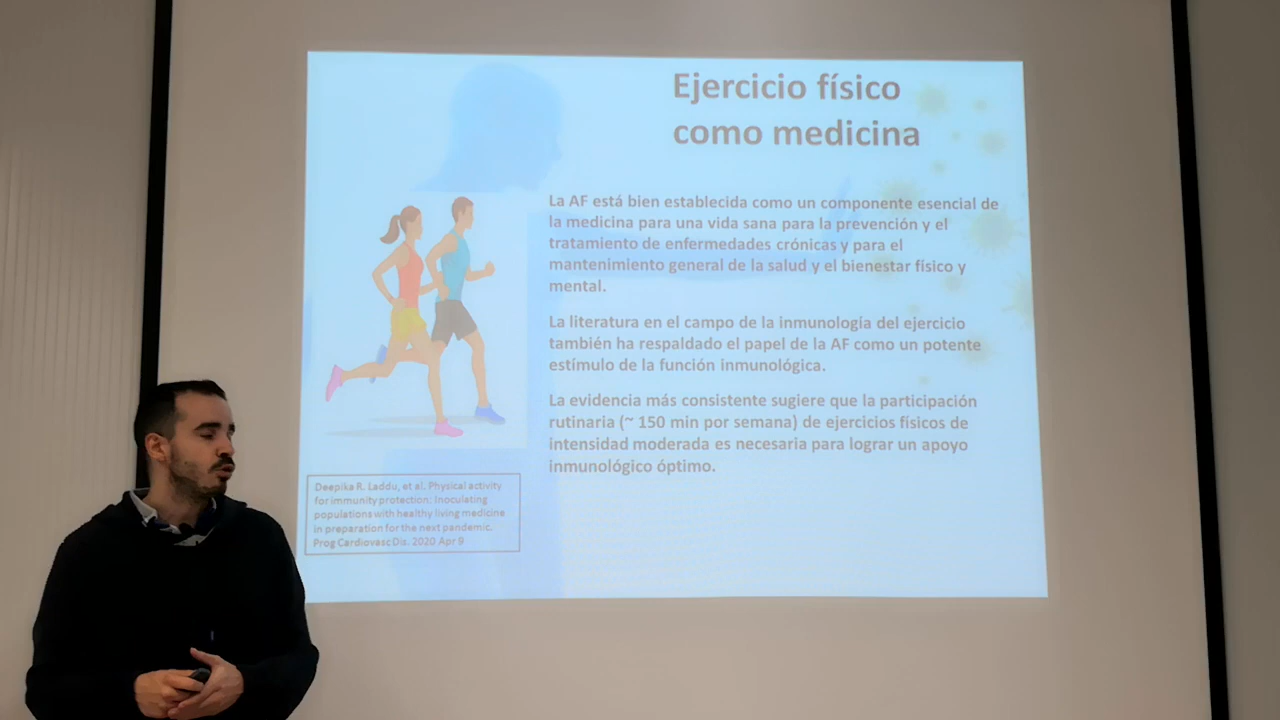 Ejercicio físico
como medicina
La AF está bien establecida como un componente esencial de
la medicina para una vida sana para la prevención y el
tratamiento de enfermedades crónicas y para el
mantenimiento general de la salud y el bienestar físico y
mental.
La literatura en el campo de la inmunología del ejercicio
también ha respaldado el papel de la AF como un potente
estímulo de la función inmunológica.
La evidencia más consistente sugiere que la participación
rutinaria (~ 150 min por semana) de ejercicios físicos de
intensidad moderada es necesaria para lograr un apoyo
inmunológico óptimo.
Deepika R. Laddu, et al. Physical activity
for immunity protection: Inoculating
populations with healthy living medicine
in preparation for the next pandemic.
Prog Cardiovasc Dis. 2020 Apr 9